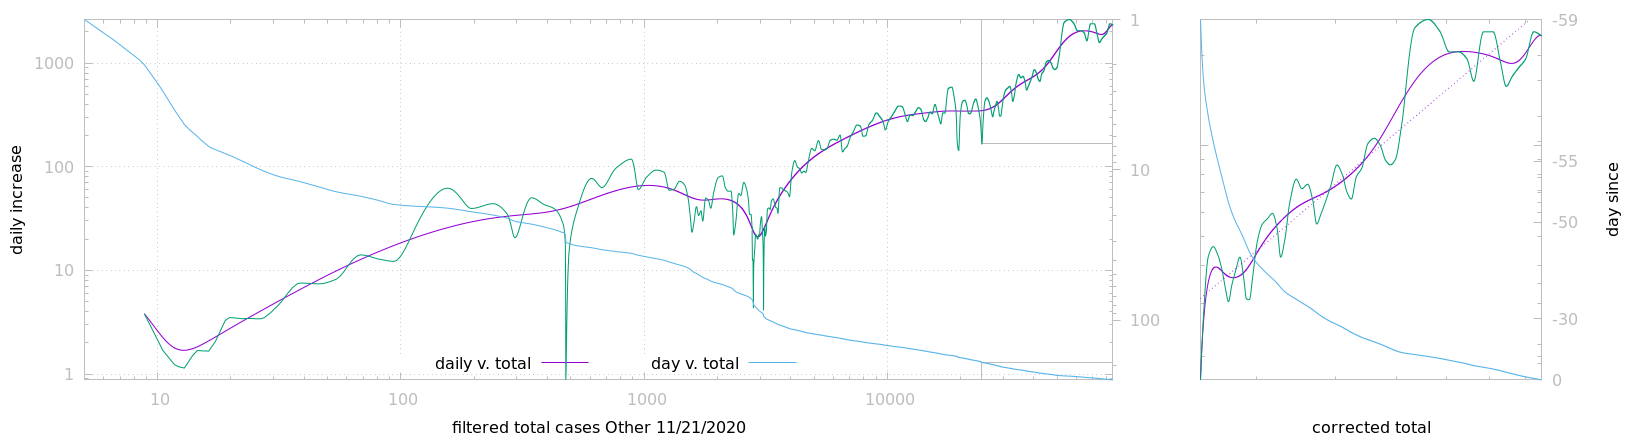 daily increase
1000
100
10
1
10
100
1000
10000
1
10
100
daily v. total
day v. total
filtered total cases Other 11/21/2020
-59
-55
-50
-30
0
day since
corrected total